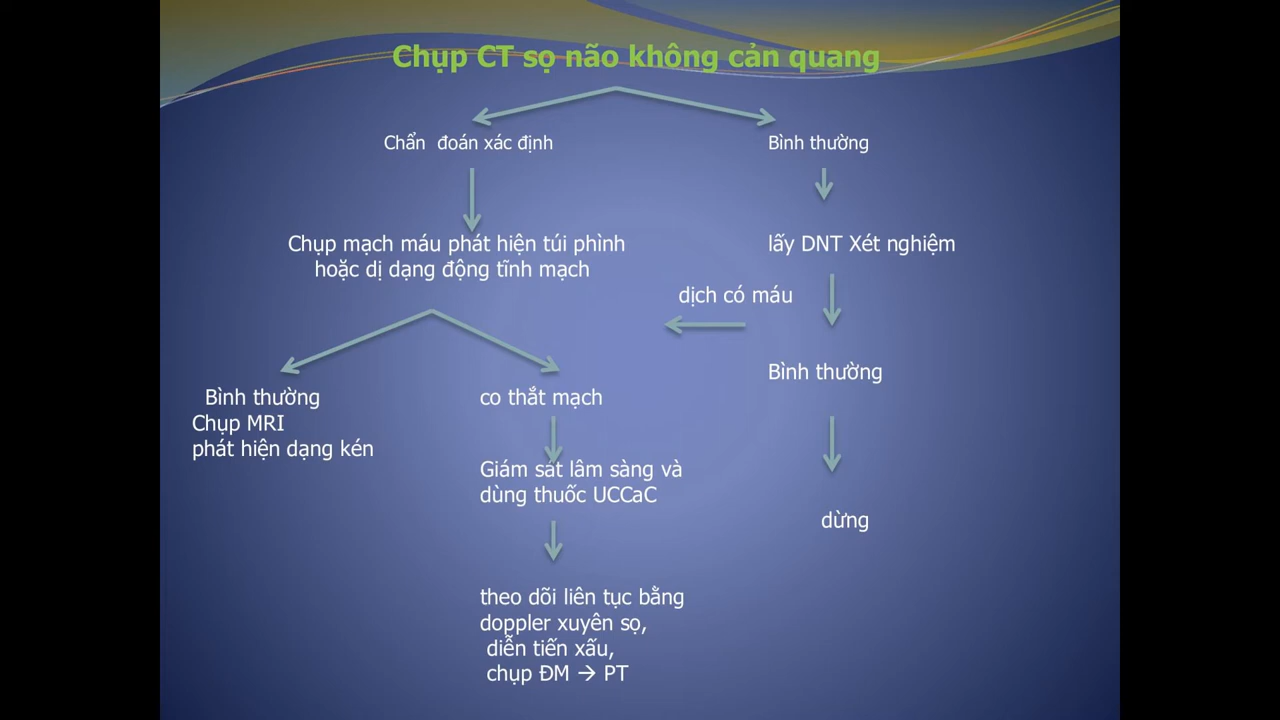 Chụp CT sọ não không cản quang
Chẩn  đoán xác định
Bình thường
Chụp mạch máu phát hiện túi phình
hoặc dị dạng động tĩnh mạch
lấy DNT Xét nghiệm
dịch có máu
Bình thường
Bình thường
Chụp MRI
phát hiện dạng kén
co thắt mạch
Giám sát lâm sàng và
dùng thuốc UCCaC
dừng
theo dõi liên tục bằng
doppler xuyên sọ,
diễn tiến xấu,
chụp ĐM → PT